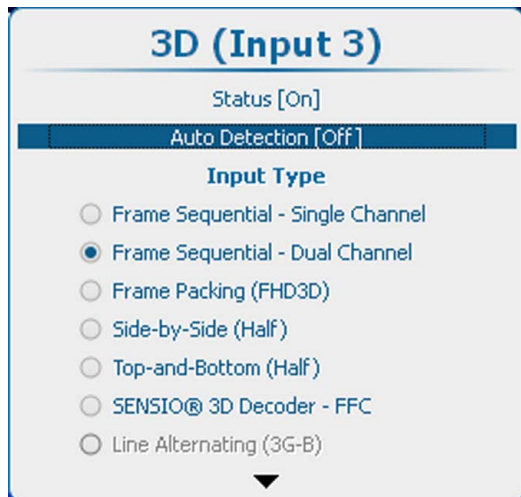 3D (Input 3)
Status [On]
Auto Detection [Off]
Input Type
Frame Sequential - Single Channel
Frame Sequential - Dual Channel
Frame Packing (FHD3D)
Side-by-Side (Half)
Top-and-Bottom (Half)
SENSIO® 3D Decoder - FFC
Line Alternating (3G-B)